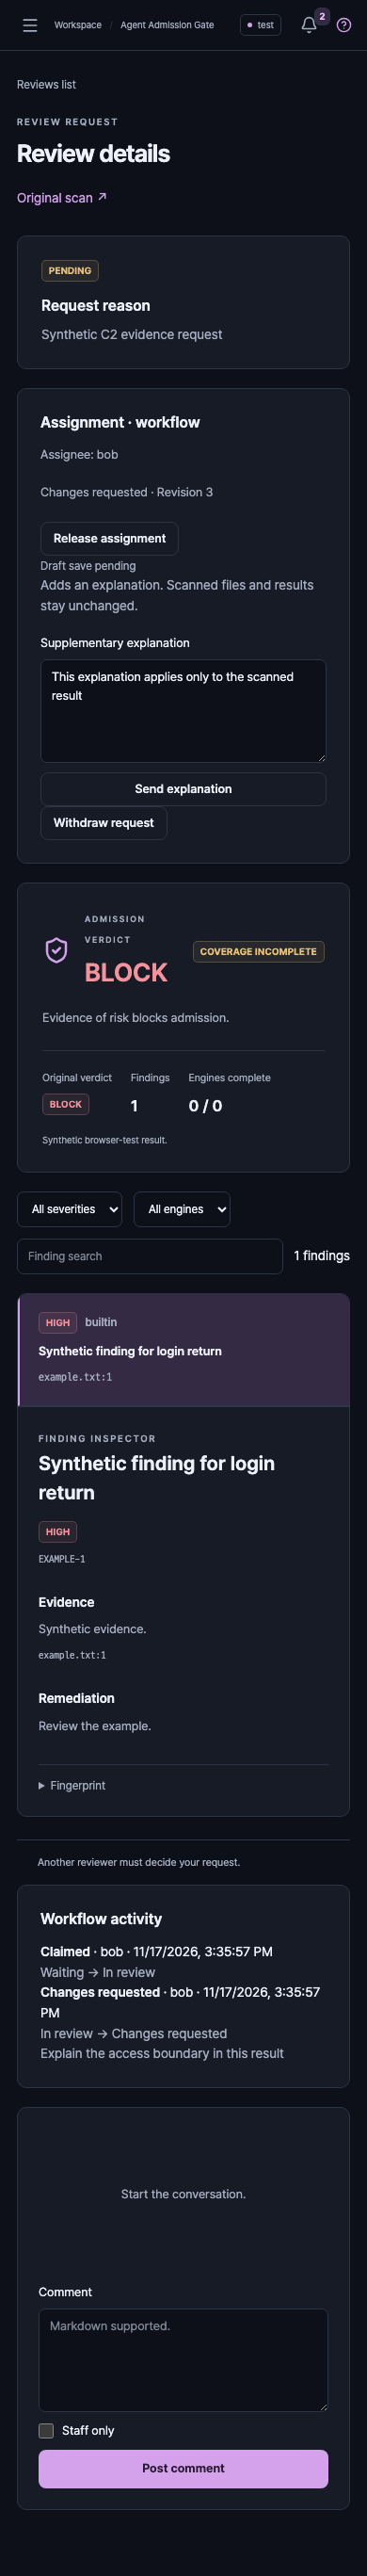 Workspace / Agent Admission Gate
test
2
Reviews list
REVIEW REQUEST
Review details
Original scan ↗
PENDING
Request reason
Synthetic C2 evidence request
Assignment · workflow
Assignee: bob
Changes requested · Revision 3
Release assignment
Draft save pending
Adds an explanation. Scanned files and results
stay unchanged.
Supplementary explanation
This explanation applies only to the scanned
result
Send explanation
Withdraw request
ADMISSION
VERDICT
BLOCK
COVERAGE INCOMPLETE
Evidence of risk blocks admission.
Original verdict Findings Engines complete
BLOCK 1 0 / 0
Synthetic browser-test result.
All severities All engines
Finding search 1 findings
HIGH builtin
Synthetic finding for login return
example.txt:1
FINDING INSPECTOR
Synthetic finding for login
return
HIGH
EXAMPLE-1
Evidence
Synthetic evidence.
example.txt:1
Remediation
Review the example.
Fingerprint
Another reviewer must decide your request.
Workflow activity
Claimed · bob · 11/17/2026, 3:35:57 PM
Waiting → In review
Changes requested · bob · 11/17/2026, 3:35:57
PM
In review → Changes requested
Explain the access boundary in this result
Start the conversation.
Comment
Markdown supported.
Staff only
Post comment